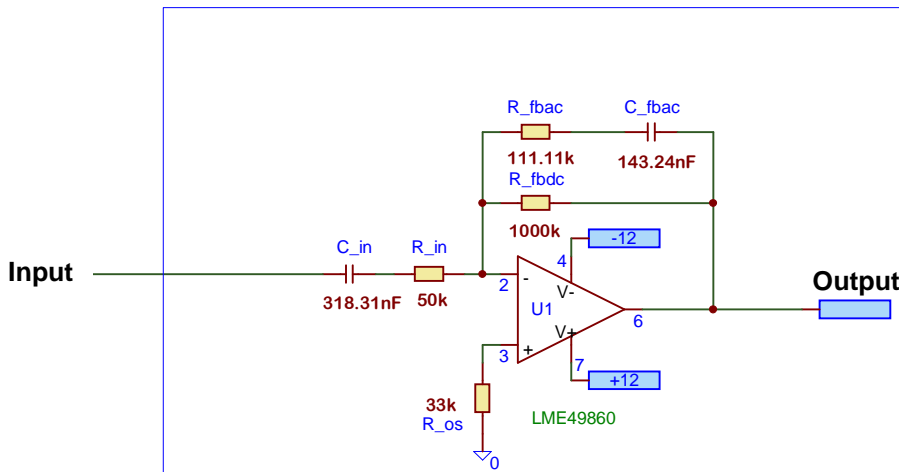 R_fbac
C_fbac
111.11k
143.24nF
R_fbdc
1000k
-12
C_in
R_in
4
Input
Output
2
-
V-
318.31nF
50k
U1
6
V+
3
+
7
+12
33k
R_os
LME49860
0